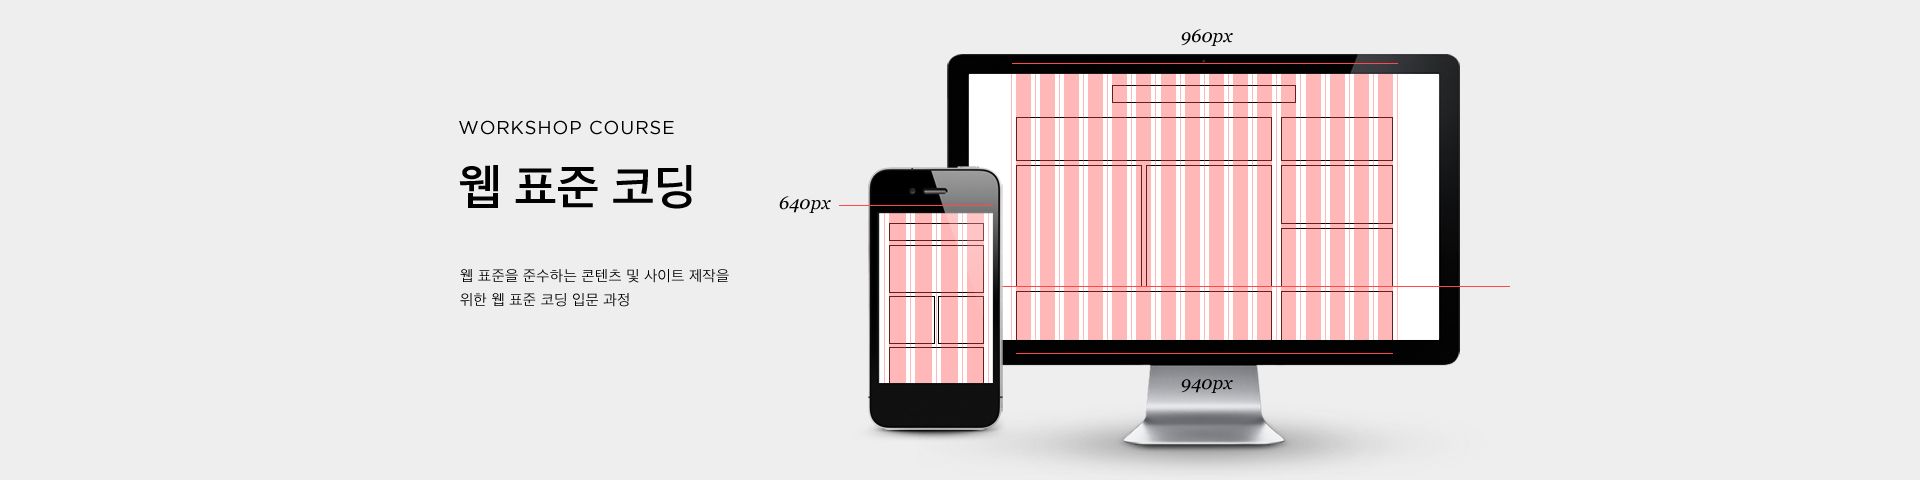 960px
WORKSHOP COURSE
웹 표준 코딩
640px
웹 표준을 준수하는 콘텐츠 및 사이트 제작을
위한 웹 표준 코딩 입문 과정
940px